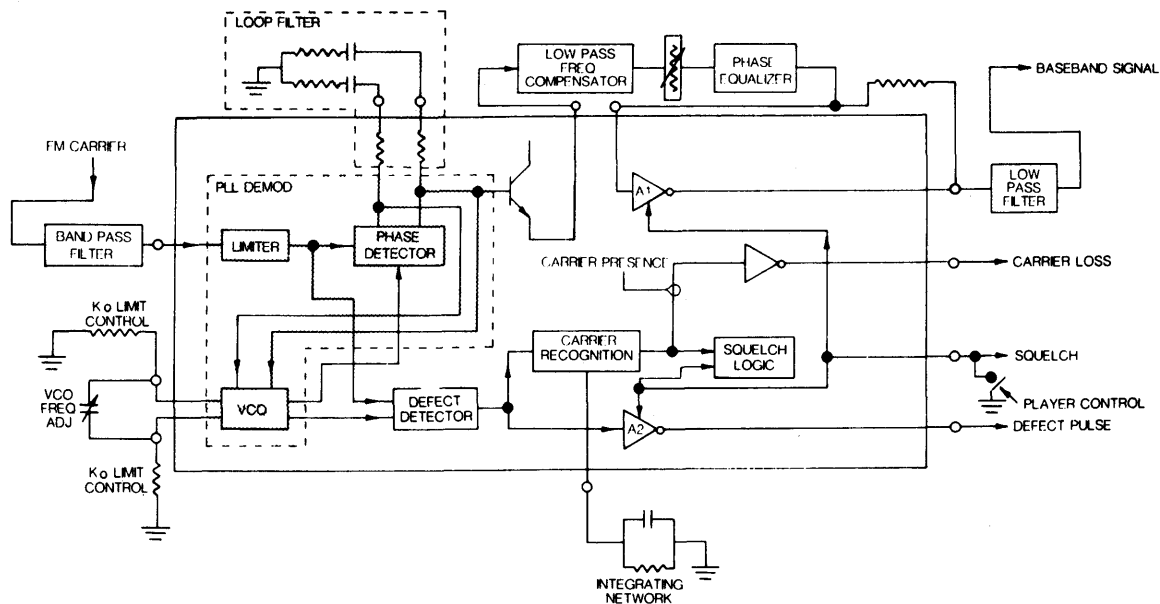 LOOP FILTER
LOW PASS
FREQ
COMPENSATOR
PHASE
EQUALIZER
BASEBAND SIGNAL
FM CARRIER
PLL DEMOD
A1
LOW
PASS
FILTER
BAND PASS
FILTER
LIMITER
PHASE
DETECTOR
CARRIER PRESENCE
CARRIER LOSS
Ko LIMIT
CONTROL
CARRIER
RECOGNITION
SQUELCH
LOGIC
SQUELCH
VCO
FREQ
ADJ
VCO
DEFECT
DETECTOR
A2
PLAYER CONTROL
DEFECT PULSE
Ko LIMIT
CONTROL
INTEGRATING
NETWORK